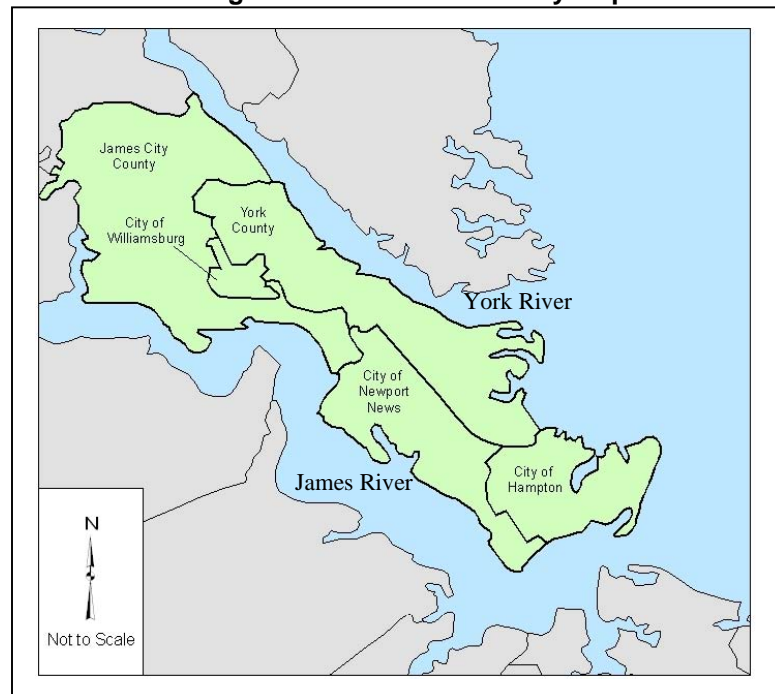 James City
County
City of
Williamsburg
York
County
York River
City of
Newport
News
City of
Hampton
James River
N
Not to Scale